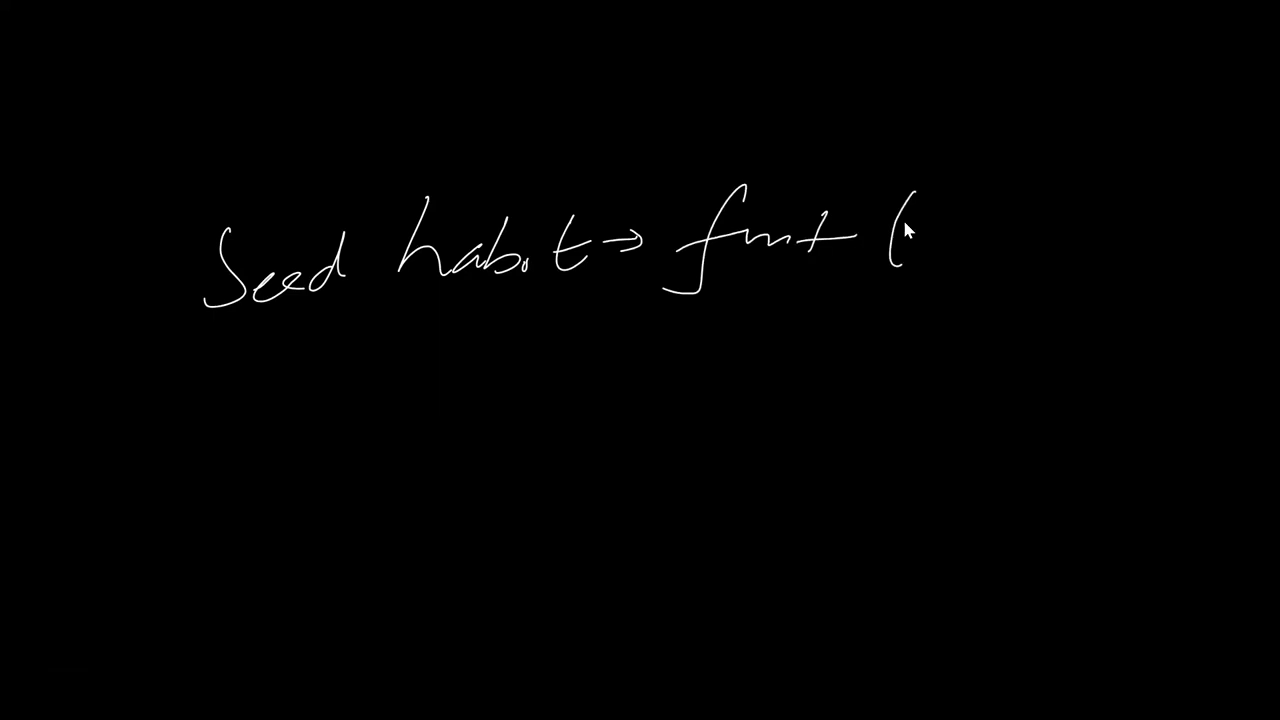 Seed habit → fruit (